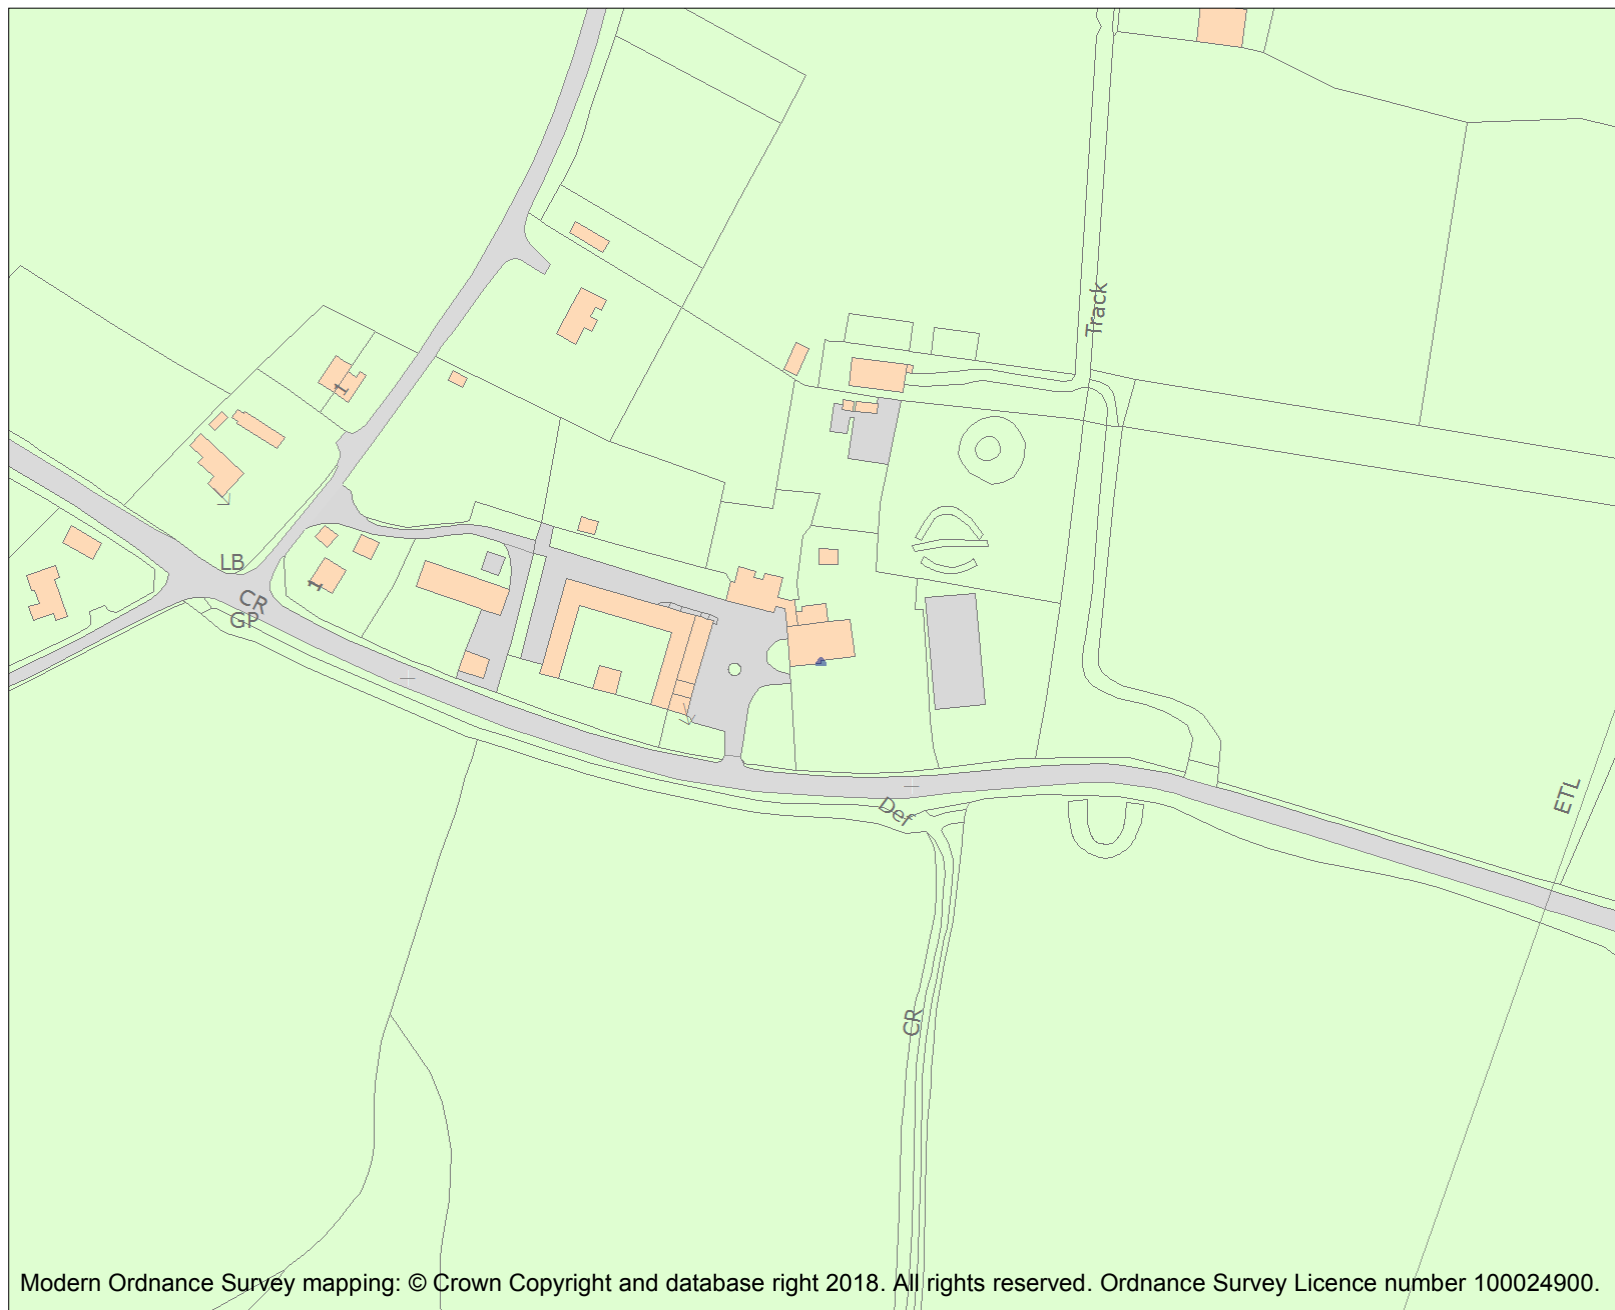 Track
1
LB
1
CR
GP
ETL
Def
CR
Modern Ordnance Survey mapping: © Crown Copyright and database right 2018. All rights reserved. Ordnance Survey Licence number 100024900.